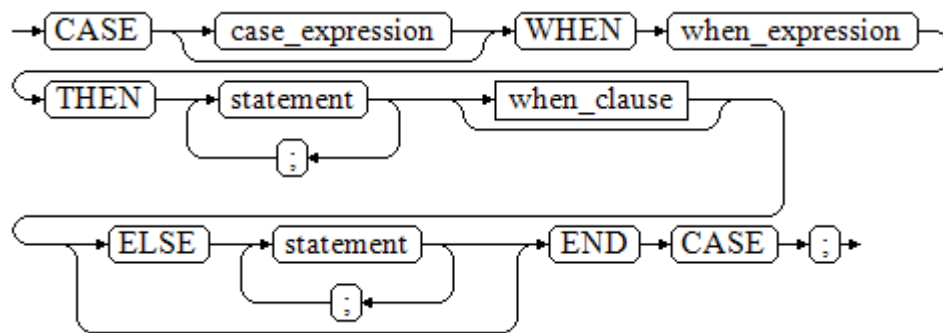 CASE case_expression WHEN when_expression
THEN statement when_clause
;
ELSE statement END CASE ;
;